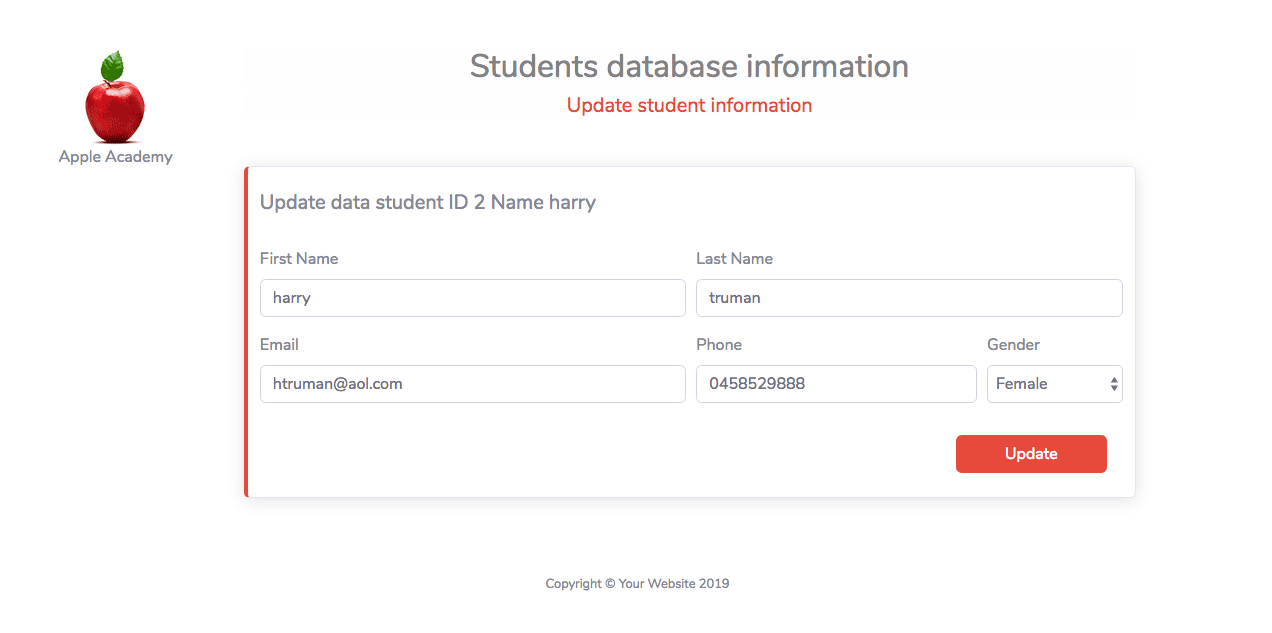 Students database information
Update student information
Apple Academy
Update data student ID 2 Name harry
First Name Last Name
harry truman
Email Phone Gender
htruman@aol.com 0458529888 Female
Update
Copyright © Your Website 2019